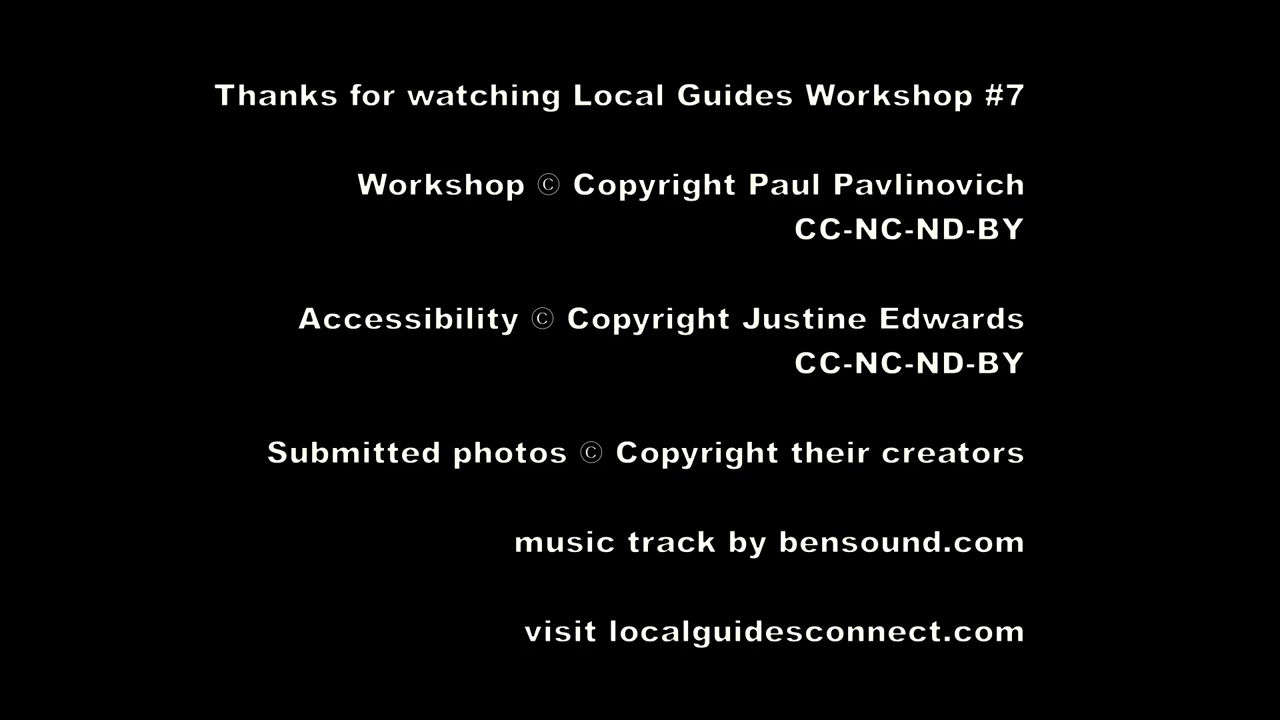 Thanks for watching Local Guides Workshop #7
Workshop © Copyright Paul Pavlinovich
CC-NC-ND-BY
Accessibility © Copyright Justine Edwards
CC-NC-ND-BY
Submitted photos © Copyright their creators
music track by bensound.com
visit localguidesconnect.com